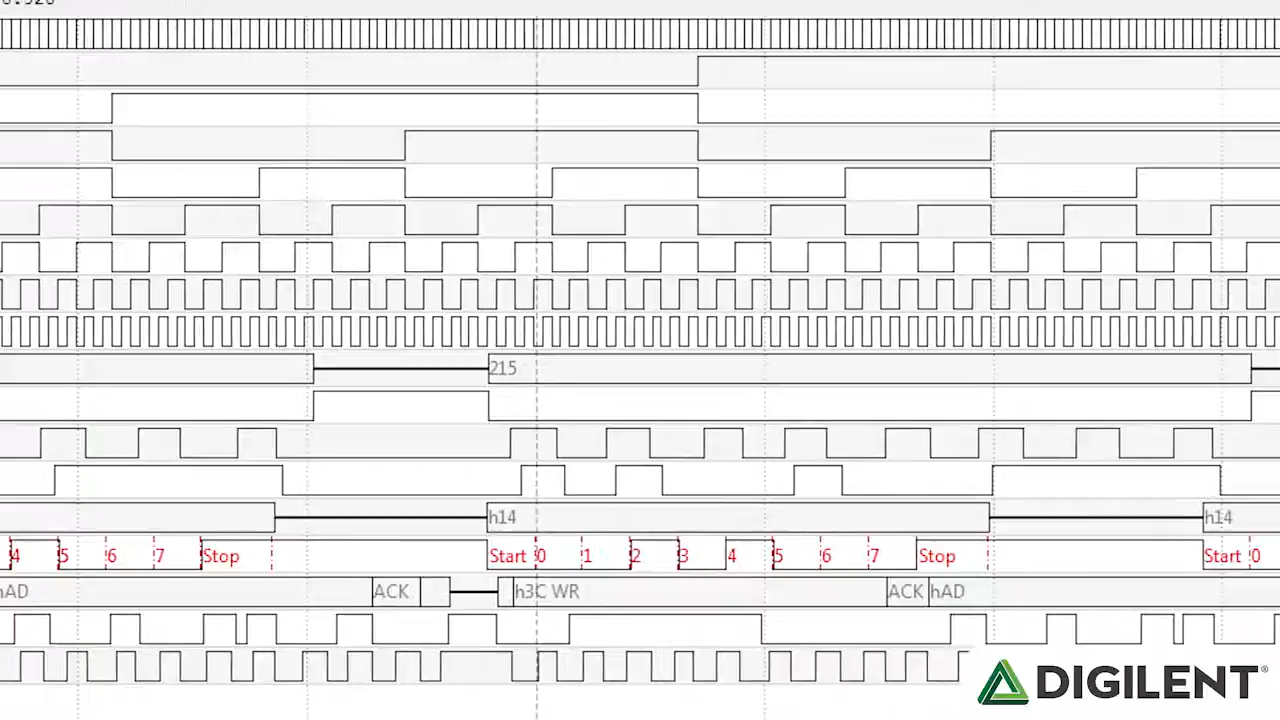 215
h14 h14
4 5 6 7 Stop Start 0 1 2 3 4 5 6 7 Stop Start 0
hAD ACK h3C WR ACK hAD
DIGILENT®